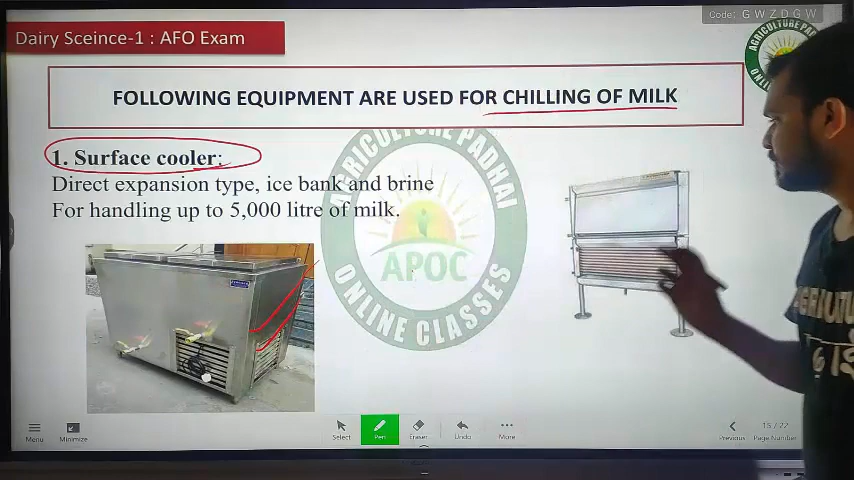 Code: G W Z D G W
Dairy Sceince-1 : AFO Exam
FOLLOWING EQUIPMENT ARE USED FOR CHILLING OF MILK
1. Surface cooler:
Direct expansion type, ice bank and brine
For handling up to 5,000 litre of milk.
AGRICULTURE PADHAI
APOC
ONLINE CLASSES
Menu
Minimize
Select
Pen
Eraser
Undo
More
Previous
15 / 22
Page Number